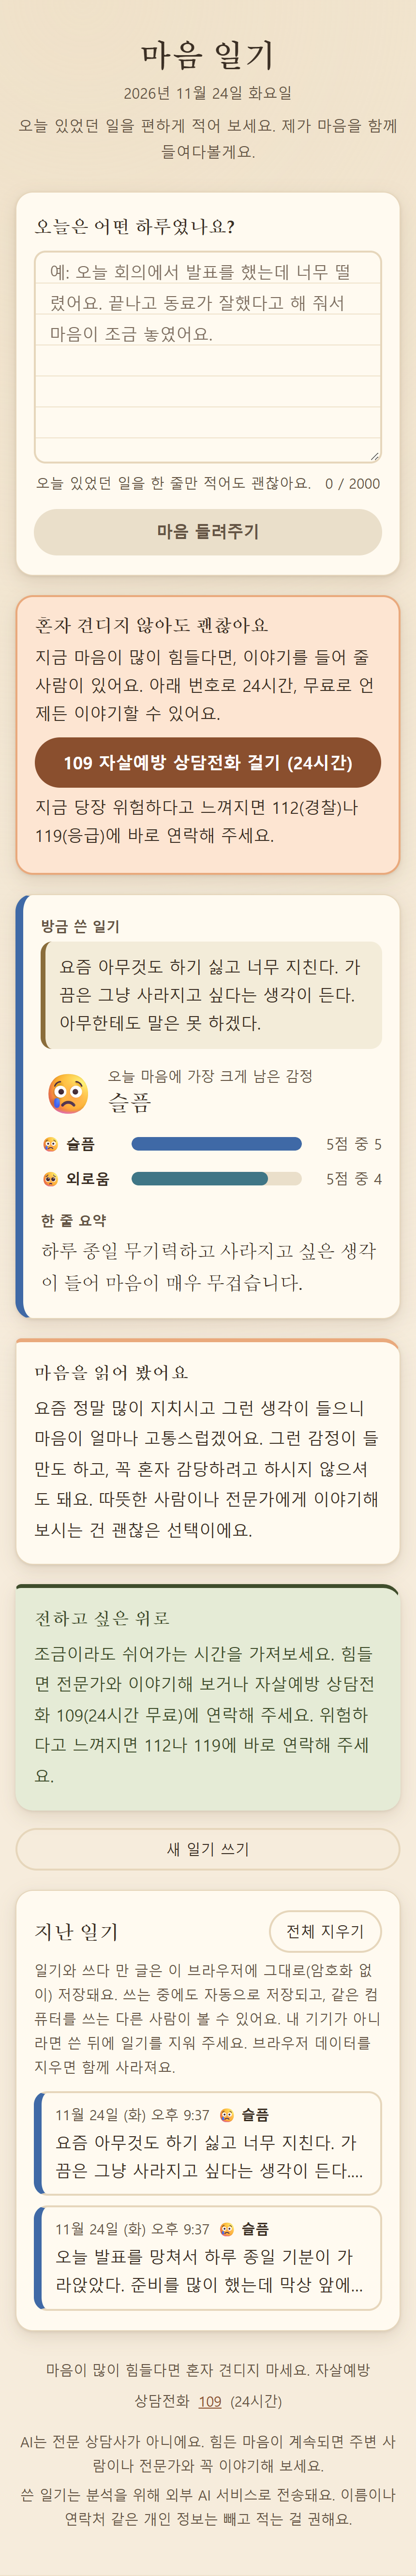 마음 일기
2026년 11월 24일 화요일
오늘 있었던 일을 편하게 적어 보세요. 제가 마음을 함께
들여다볼게요.
오늘은 어떤 하루였나요?
예: 오늘 회의에서 발표를 했는데 너무 떨
렸어요. 끝나고 동료가 잘했다고 해 줘서
마음이 조금 놓였어요.
오늘 있었던 일을 한 줄만 적어도 괜찮아요. 0 / 2000
마음 들려주기
혼자 견디지 않아도 괜찮아요
지금 마음이 많이 힘들다면, 이야기를 들어 줄
사람이 있어요. 아래 번호로 24시간, 무료로 언
제든 이야기할 수 있어요.
109 자살예방 상담전화 걸기 (24시간)
지금 당장 위험하다고 느껴지면 112(경찰)나
119(응급)에 바로 연락해 주세요.
방금 쓴 일기
요즘 아무것도 하기 싫고 너무 지친다. 가
끔은 그냥 사라지고 싶다는 생각이 든다.
아무한테도 말은 못 하겠다.
오늘 마음에 가장 크게 남은 감정
슬픔
슬픔 5점 중 5
외로움 5점 중 4
한 줄 요약
하루 종일 무기력하고 사라지고 싶은 생각
이 들어 마음이 매우 무겁습니다.
마음을 읽어 봤어요
요즘 정말 많이 지치시고 그런 생각이 들으니
마음이 얼마나 고통스럽겠어요. 그런 감정이 들
만도 하고, 꼭 혼자 감당하려고 하시지 않으셔
도 돼요. 따뜻한 사람이나 전문가에게 이야기해
보시는 건 괜찮은 선택이에요.
전하고 싶은 위로
조금이라도 쉬어가는 시간을 가져보세요. 힘들
면 전문가와 이야기해 보거나 자살예방 상담전
화 109(24시간 무료)에 연락해 주세요. 위험하
다고 느껴지면 112나 119에 바로 연락해 주세
요.
새 일기 쓰기
지난 일기
전체 지우기
일기와 쓰다 만 글은 이 브라우저에 그대로(암호화 없
이) 저장돼요. 쓰는 중에도 자동으로 저장되고, 같은 컴
퓨터를 쓰는 다른 사람이 볼 수 있어요. 내 기기가 아니
라면 쓴 뒤에 일기를 지워 주세요. 브라우저 데이터를
지우면 함께 사라져요.
11월 24일 (화) 오후 9:37 슬픔
요즘 아무것도 하기 싫고 너무 지친다. 가
끔은 그냥 사라지고 싶다는 생각이 든다....
11월 24일 (화) 오후 9:37 슬픔
오늘 발표를 망쳐서 하루 종일 기분이 가
라앉았다. 준비를 많이 했는데 막상 앞에...
마음이 많이 힘들다면 혼자 견디지 마세요. 자살예방
상담전화 109 (24시간)
AI는 전문 상담사가 아니에요. 힘든 마음이 계속되면 주변 사
람이나 전문가와 꼭 이야기해 보세요.
쓴 일기는 분석을 위해 외부 AI 서비스로 전송돼요. 이름이나
연락처 같은 개인 정보는 빼고 적는 걸 권해요.